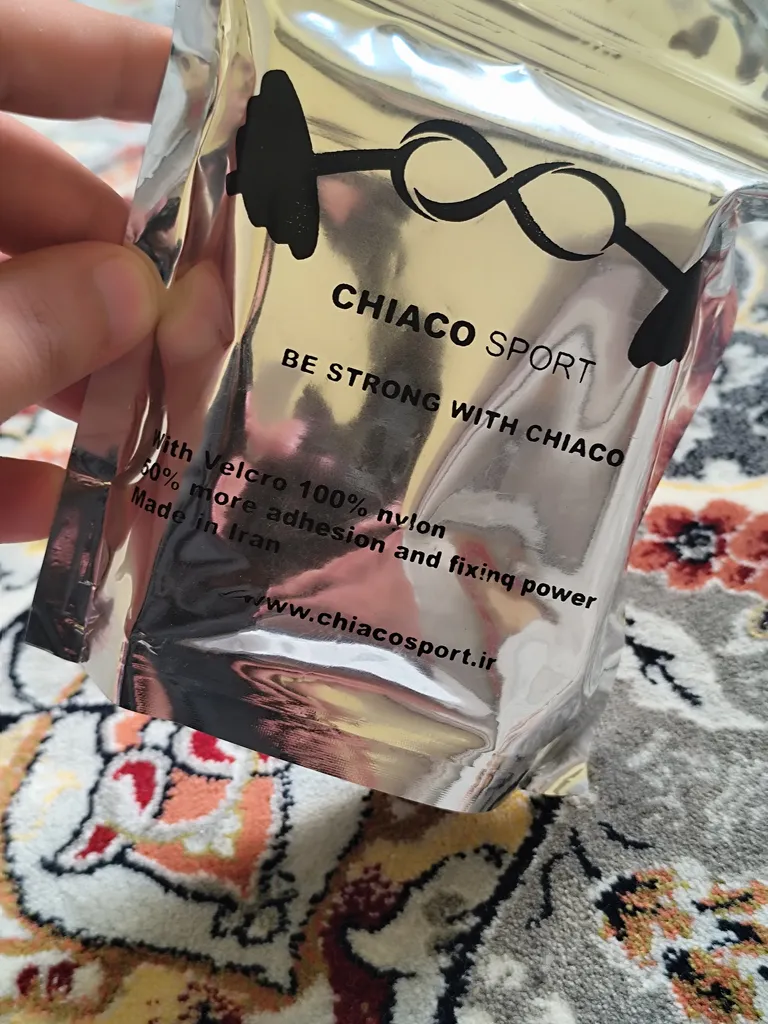 CHIACO SPORT
BE STRONG WITH CHIACO
With Velcro 100% nylon
60% more adhesion and fixing power
Made in Iran
www.chiacosport.ir